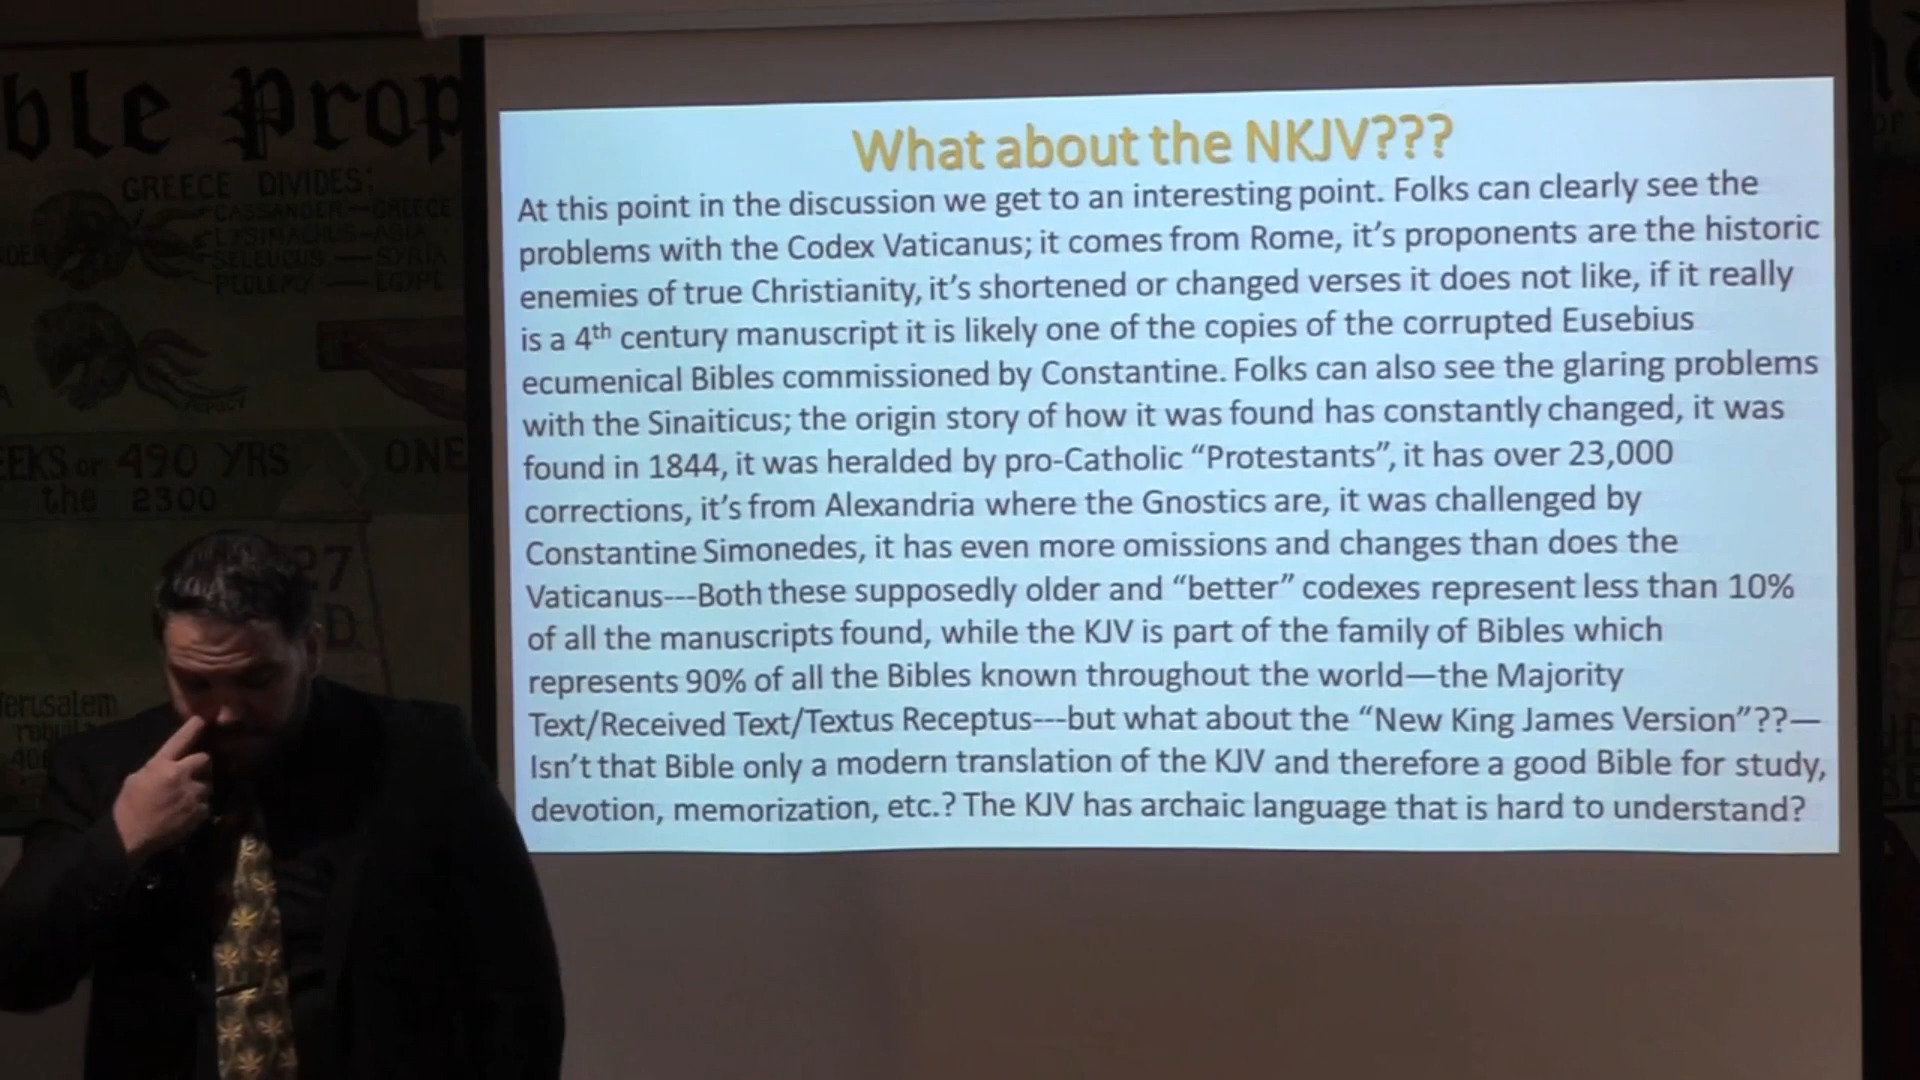 ble Prop
GREECE DIVIDES:
CASSANDER—GREECE
LYSIMACHUS-ASIA
SELEUCUS — SYRIA
PTOLEMY — EGYPT
EEKS or 490 YRS
ONE
the 2300
27
D
Jerusalem
What about the NKJV???
At this point in the discussion we get to an interesting point. Folks can clearly see the
problems with the Codex Vaticanus; it comes from Rome, it’s proponents are the historic
enemies of true Christianity, it’s shortened or changed verses it does not like, if it really
is a 4th century manuscript it is likely one of the copies of the corrupted Eusebius
ecumenical Bibles commissioned by Constantine. Folks can also see the glaring problems
with the Sinaiticus; the origin story of how it was found has constantly changed, it was
found in 1844, it was heralded by pro-Catholic “Protestants”, it has over 23,000
corrections, it’s from Alexandria where the Gnostics are, it was challenged by
Constantine Simonedes, it has even more omissions and changes than does the
Vaticanus---Both these supposedly older and “better” codexes represent less than 10%
of all the manuscripts found, while the KJV is part of the family of Bibles which
represents 90% of all the Bibles known throughout the world—the Majority
Text/Received Text/Textus Receptus---but what about the “New King James Version”??—
Isn’t that Bible only a modern translation of the KJV and therefore a good Bible for study,
devotion, memorization, etc.? The KJV has archaic language that is hard to understand?